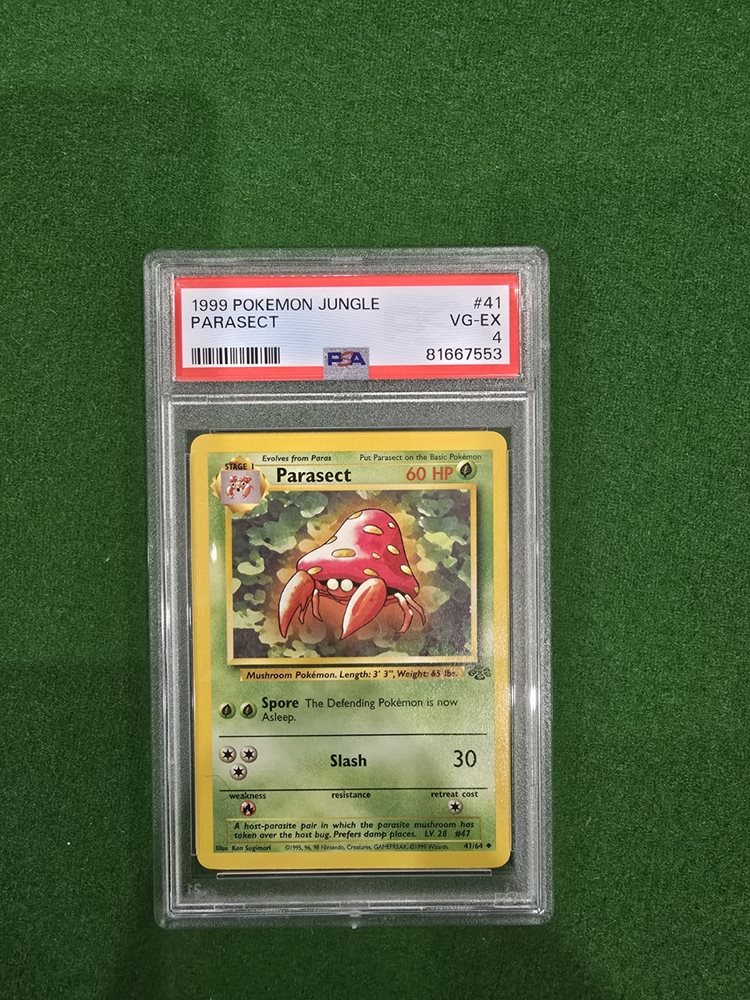 1999 POKEMON JUNGLE #41
PARASECT VG-EX
4
PSA 81667553
Evolves from Paras Put Parasect on the Basic Pokémon
STAGE 1
Parasect 60 HP
Mushroom Pokémon. Length: 3' 3", Weight: 65 lbs.
Spore The Defending Pokémon is now
Asleep.
Slash 30
weakness resistance retreat cost
A host-parasite pair in which the parasite mushroom has
taken over the host bug. Prefers damp places. LV. 28 #47
Illus. Ken Sugimori ©1995, 96, 98 Nintendo, Creatures, GAMEFREAK. ©1999 Wizards. 41/64